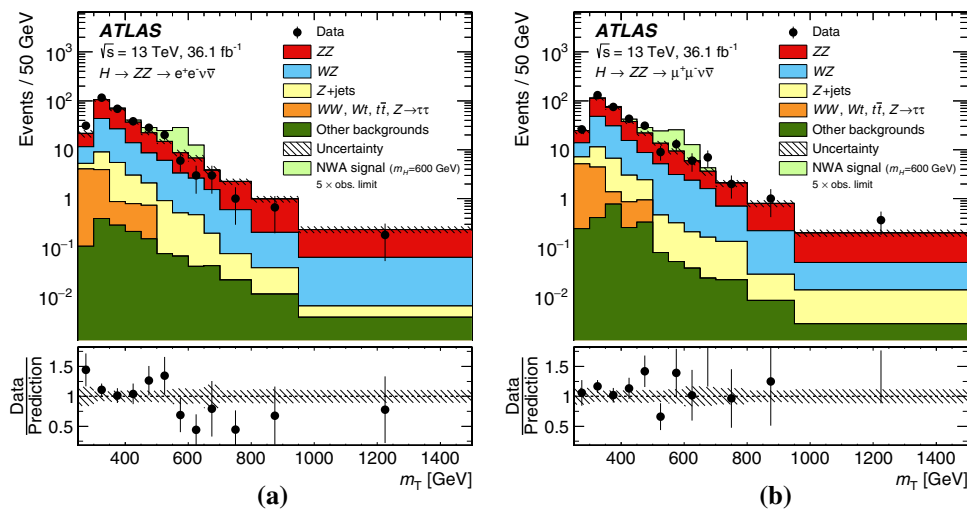 ATLAS
√s = 13 TeV, 36.1 fb⁻¹
H → ZZ → e⁺e⁻νν̄
Data
ZZ
WZ
Z+jets
WW, Wt, tt̄, Z→ττ
Other backgrounds
Uncertainty
NWA signal (m_H=600 GeV)
5 × obs. limit
Events / 50 GeV
10³
10²
10
1
10⁻¹
10⁻²
Data
Prediction
1.5
1
0.5
400 600 800 1000 1200 1400
m_T [GeV]
(a)
ATLAS
√s = 13 TeV, 36.1 fb⁻¹
H → ZZ → μ⁺μ⁻νν̄
Data
ZZ
WZ
Z+jets
WW, Wt, tt̄, Z→ττ
Other backgrounds
Uncertainty
NWA signal (m_H=600 GeV)
5 × obs. limit
Events / 50 GeV
10³
10²
10
1
10⁻¹
10⁻²
Data
Prediction
1.5
1
0.5
400 600 800 1000 1200 1400
m_T [GeV]
(b)